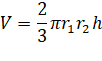 V = 2/3 πr₁r₂h